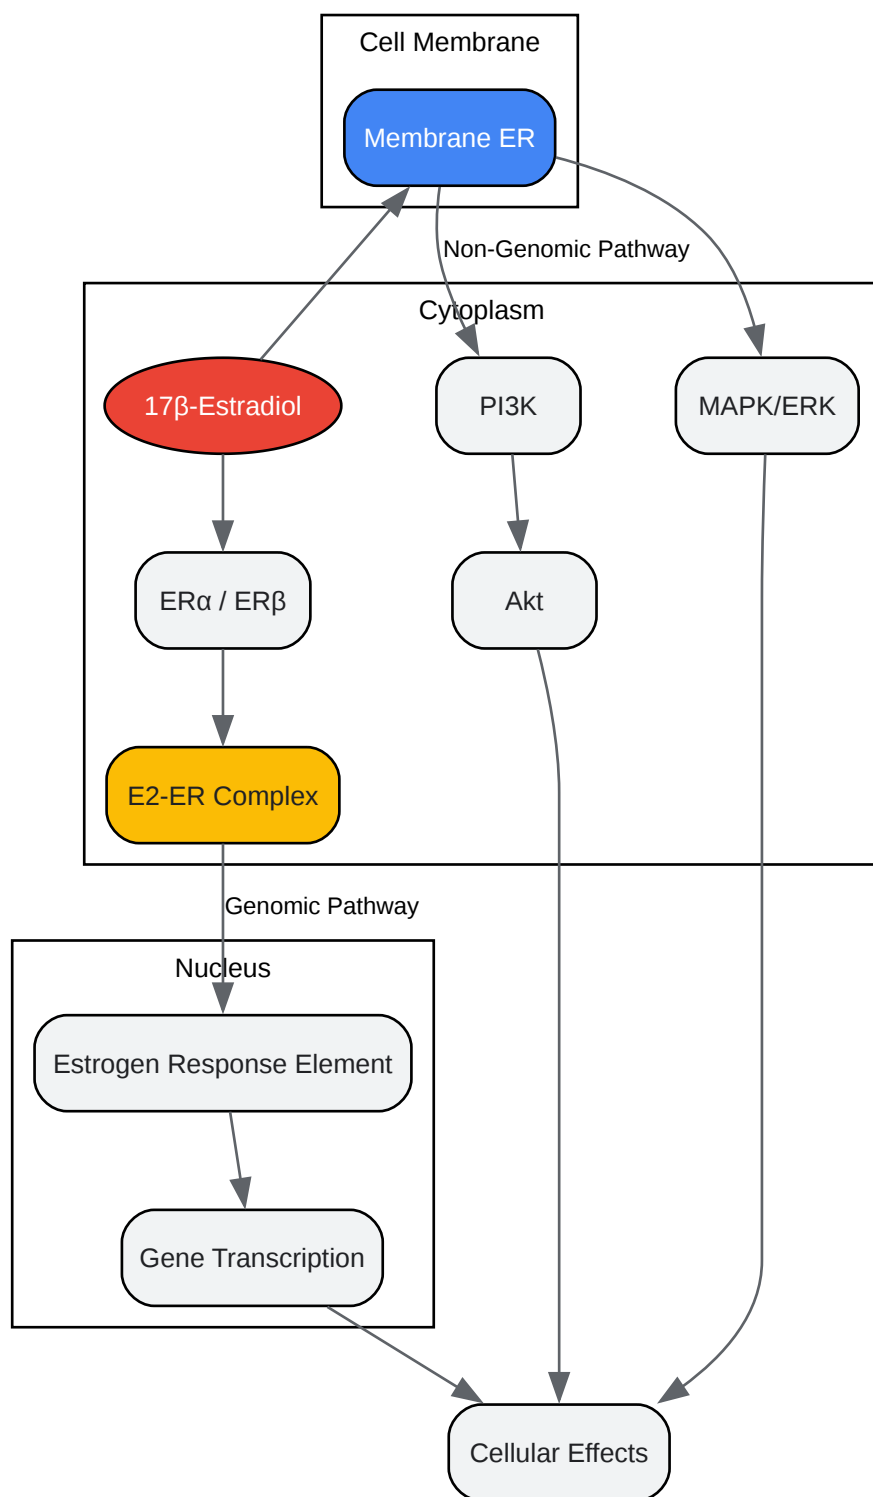 Cell Membrane
Membrane ER
Non-Genomic Pathway
Cytoplasm
17β-Estradiol
PI3K
MAPK/ERK
ERα / ERβ
Akt
E2-ER Complex
Genomic Pathway
Nucleus
Estrogen Response Element
Gene Transcription
Cellular Effects